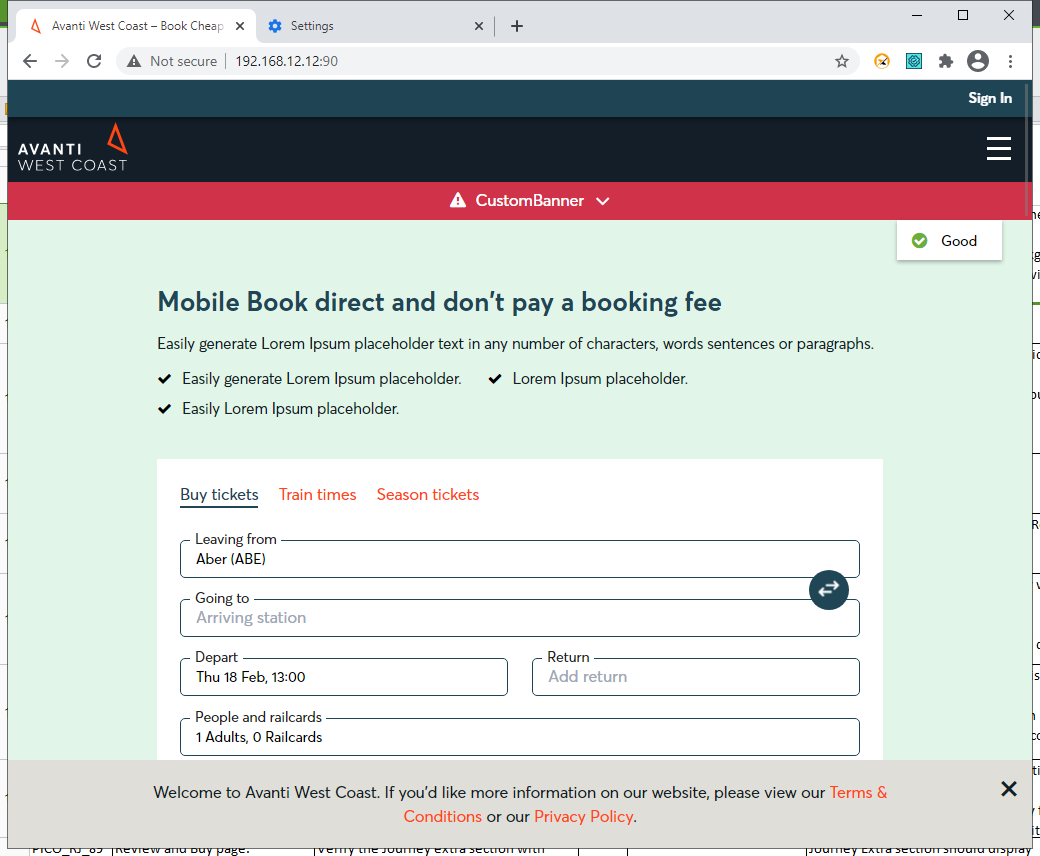 Avanti West Coast – Book Cheap
Settings
Not secure
192.168.12.12:90
Sign In
AVANTI
WEST COAST
CustomBanner
Good
Mobile Book direct and don't pay a booking fee
Easily generate Lorem Ipsum placeholder text in any number of characters, words sentences or paragraphs.
Easily generate Lorem Ipsum placeholder.
Lorem Ipsum placeholder.
Easily Lorem Ipsum placeholder.
Buy tickets
Train times
Season tickets
Leaving from
Aber (ABE)
Going to
Arriving station
Depart
Thu 18 Feb, 13:00
Return
Add return
People and railcards
1 Adults, 0 Railcards
Welcome to Avanti West Coast. If you'd like more information on our website, please view our Terms &
Conditions or our Privacy Policy.
PICO_RJ_89
Review and Buy page.
Verify the Journey extra section with
Journey Extra section should display